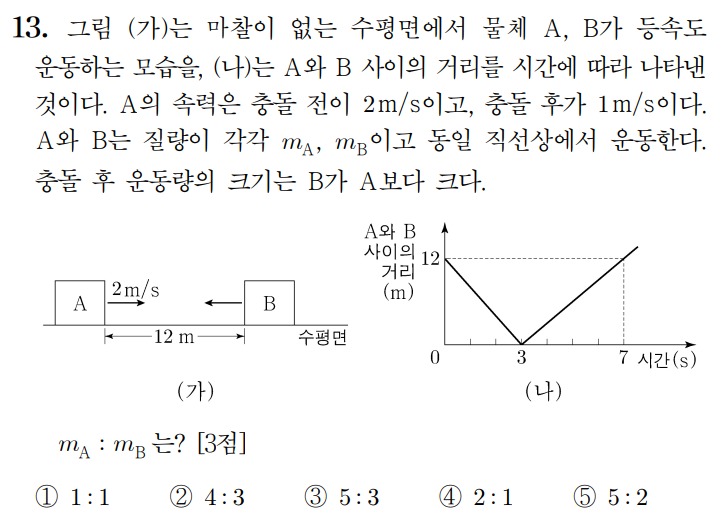 13. 그림 (가)는 마찰이 없는 수평면에서 물체 A, B가 등속도
운동하는 모습을, (나)는 A와 B 사이의 거리를 시간에 따라 나타낸
것이다. A의 속력은 충돌 전이 2m/s이고, 충돌 후가 1m/s이다.
A와 B는 질량이 각각 m_A, m_B이고 동일 직선상에서 운동한다.
충돌 후 운동량의 크기는 B가 A보다 크다.
A
2m/s
B
12 m
수평면
(가)
A와 B
사이의
거리
(m)
12
0
3
7
시간(s)
(나)
m_A : m_B 는? [3점]
① 1:1 ② 4:3 ③ 5:3 ④ 2:1 ⑤ 5:2